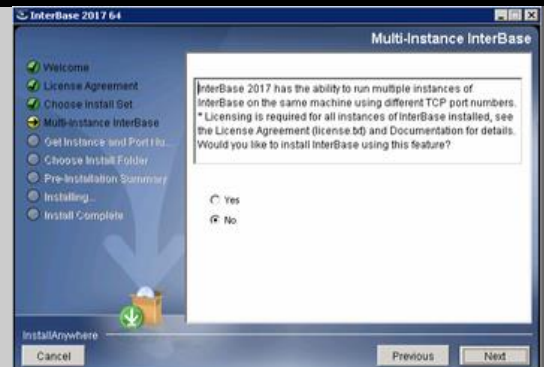 InterBase 2017 64
Multi-Instance InterBase
Welcome
License Agreement
Choose Install Set
Multi-Instance InterBase
Get Instance and Port Nu...
Choose Install Folder
Pre-Installation Summary
Installing...
Install Complete
InterBase 2017 has the ability to run multiple instances of
InterBase on the same machine using different TCP port numbers.
* Licensing is required for all instances of InterBase installed, see
the License Agreement (license.txt) and Documentation for details.
Would you like to install InterBase using this feature?
Yes
No
InstallAnywhere
Cancel
Previous
Next